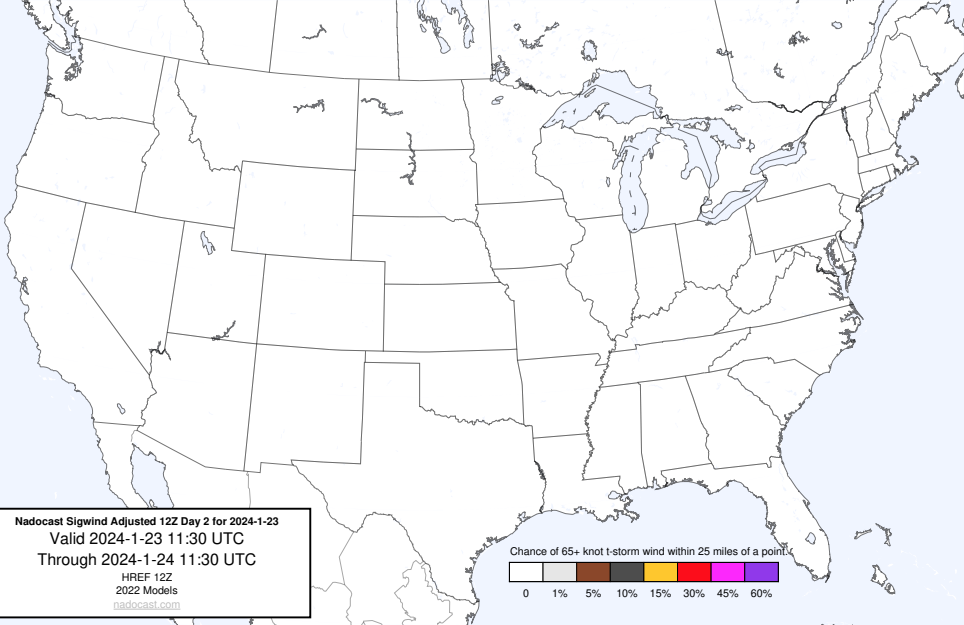 Nadocast Sigwind Adjusted 12Z Day 2 for 2024-1-23
Valid 2024-1-23 11:30 UTC
Through 2024-1-24 11:30 UTC
HREF 12Z
2022 Models
nadocast.com
Chance of 65+ knot t-storm wind within 25 miles of a point.
0 1% 5% 10% 15% 30% 45% 60%